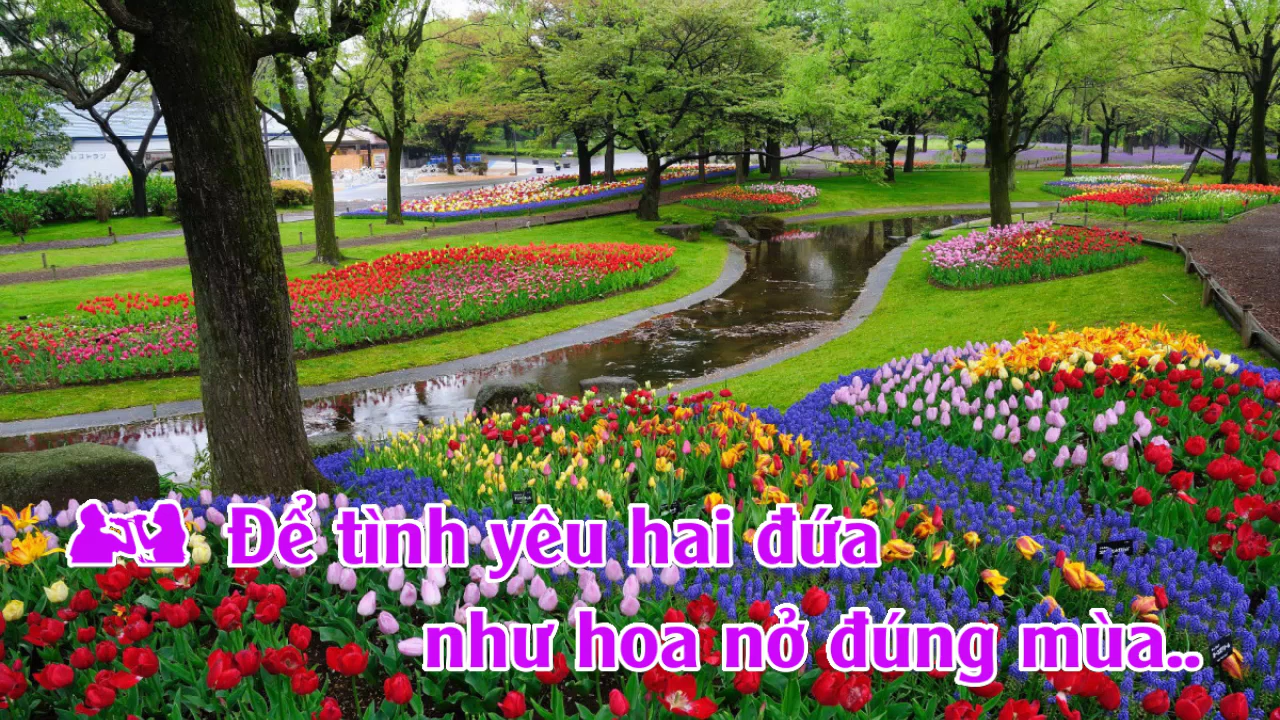 Để tình yêu hai đứa
như hoa nở đúng mùa..